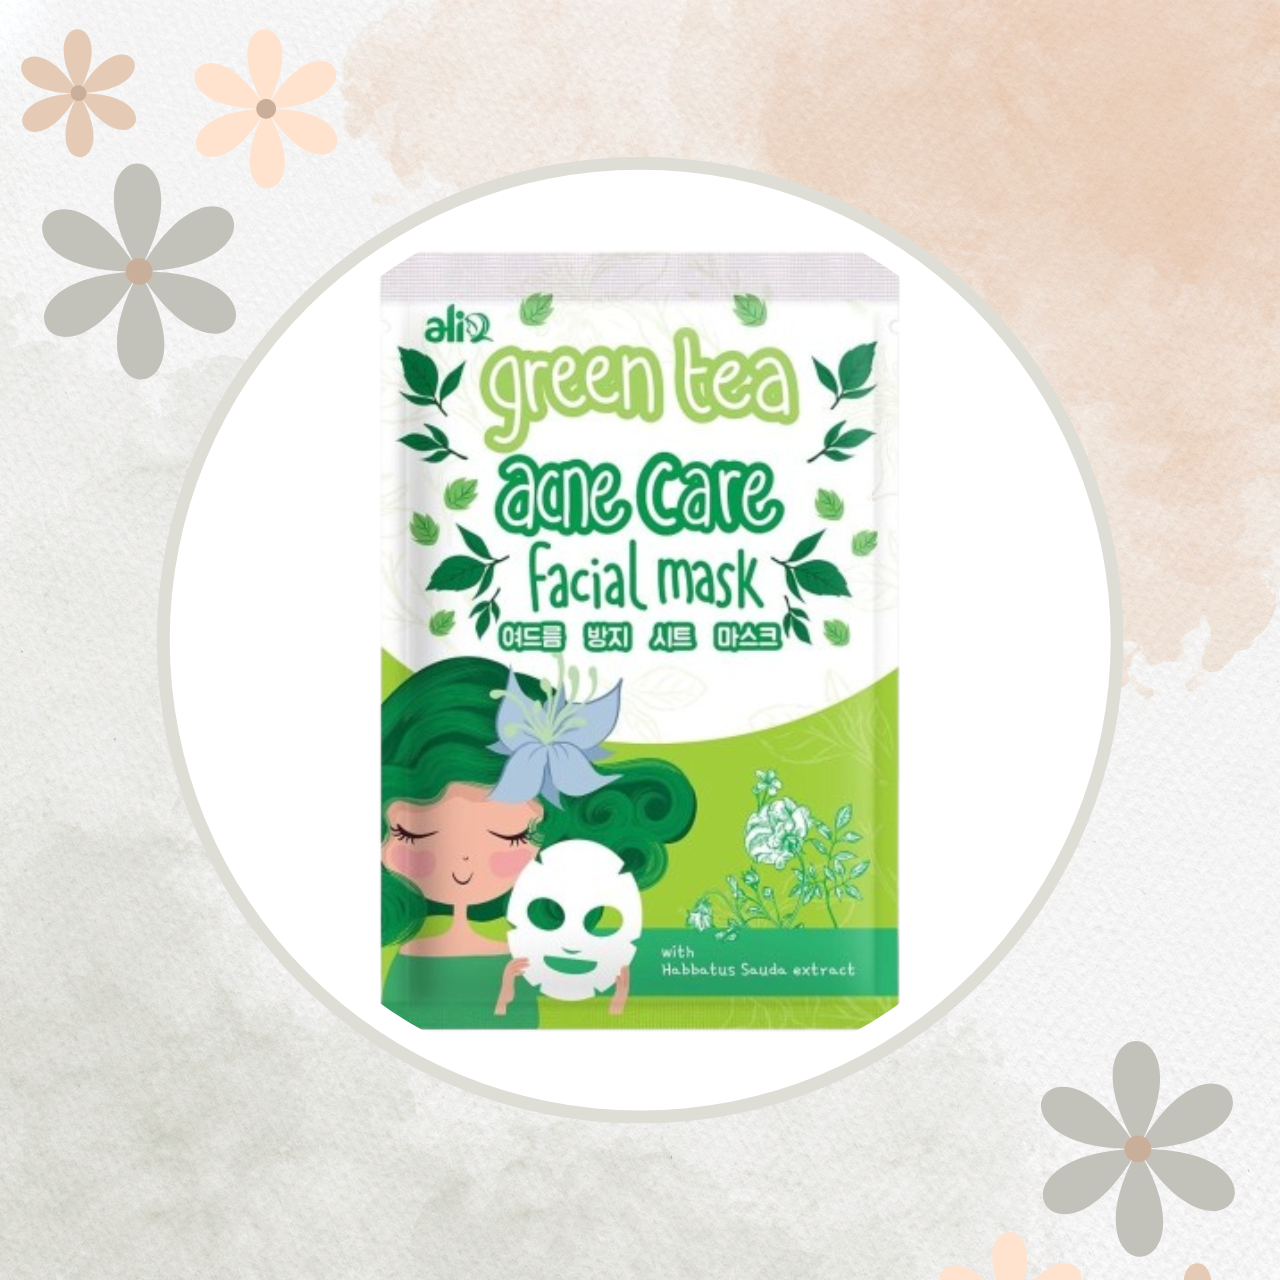 aliQ
green tea
acne care
facial mask
여드름 방지 시트 마스크
with
Habbatus Sauda extract